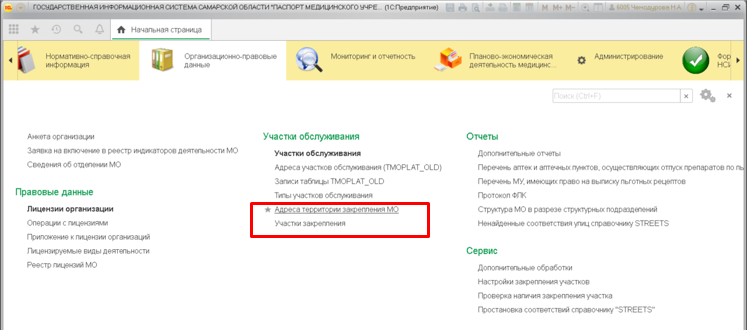 ГОСУДАРСТВЕННАЯ ИНФОРМАЦИОННАЯ СИСТЕМА САМАРСКОЙ ОБЛАСТИ "ПАСПОРТ МЕДИЦИНСКОГО УЧРЕ... (1С:Предприятие)
M M+ M-
Начальная страница
Нормативно-справочная
информация
Организационно-правовые
данные
Мониторинг и отчетность
Планово-экономическая
деятельность медицинс...
Администрирование
Поиск (Ctrl+F)
Анкета организации
Заявка на включение в реестр индикаторов деятельности МО
Сведения об отделении МО
Правовые данные
Лицензии организации
Операции с лицензиями
Приложение к лицензии организаций
Лицензируемые виды деятельности
Реестр лицензий МО
Участки обслуживания
Участки обслуживания
Адреса участков обслуживания (TMOPLAT_OLD)
Записи таблицы TMOPLAT_OLD
Типы участков обслуживания
Адреса территории закрепления МО
Участки закрепления
Отчеты
Дополнительные отчеты
Перечень аптек и аптечных пунктов, осуществляющих отпуск препаратов по
Перечень МУ, имеющих право на выписку льготных рецептов
Протокол ФЛК
Структура МО в разрезе структурных подразделений
Ненайденные соответствия улиц справочнику STREETS
Сервис
Дополнительные обработки
Настройки закрепления участков
Проверка наличия закрепления участка
Простановка соответствий справочнику "STREETS"